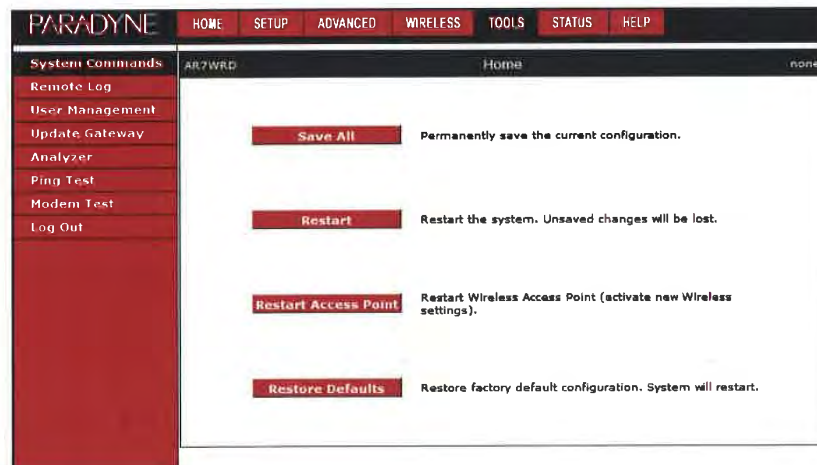 PARADYNE
HOME SETUP ADVANCED WIRELESS TOOLS STATUS HELP
System Commands
Remote Log
User Management
Update Gateway
Analyzer
Ping Test
Modem Test
Log Out
AR7WRD Home none
Save All Permanently save the current configuration.
Restart Restart the system. Unsaved changes will be lost.
Restart Access Point Restart Wireless Access Point (activate new Wireless
settings).
Restore Defaults Restore factory default configuration. System will restart.